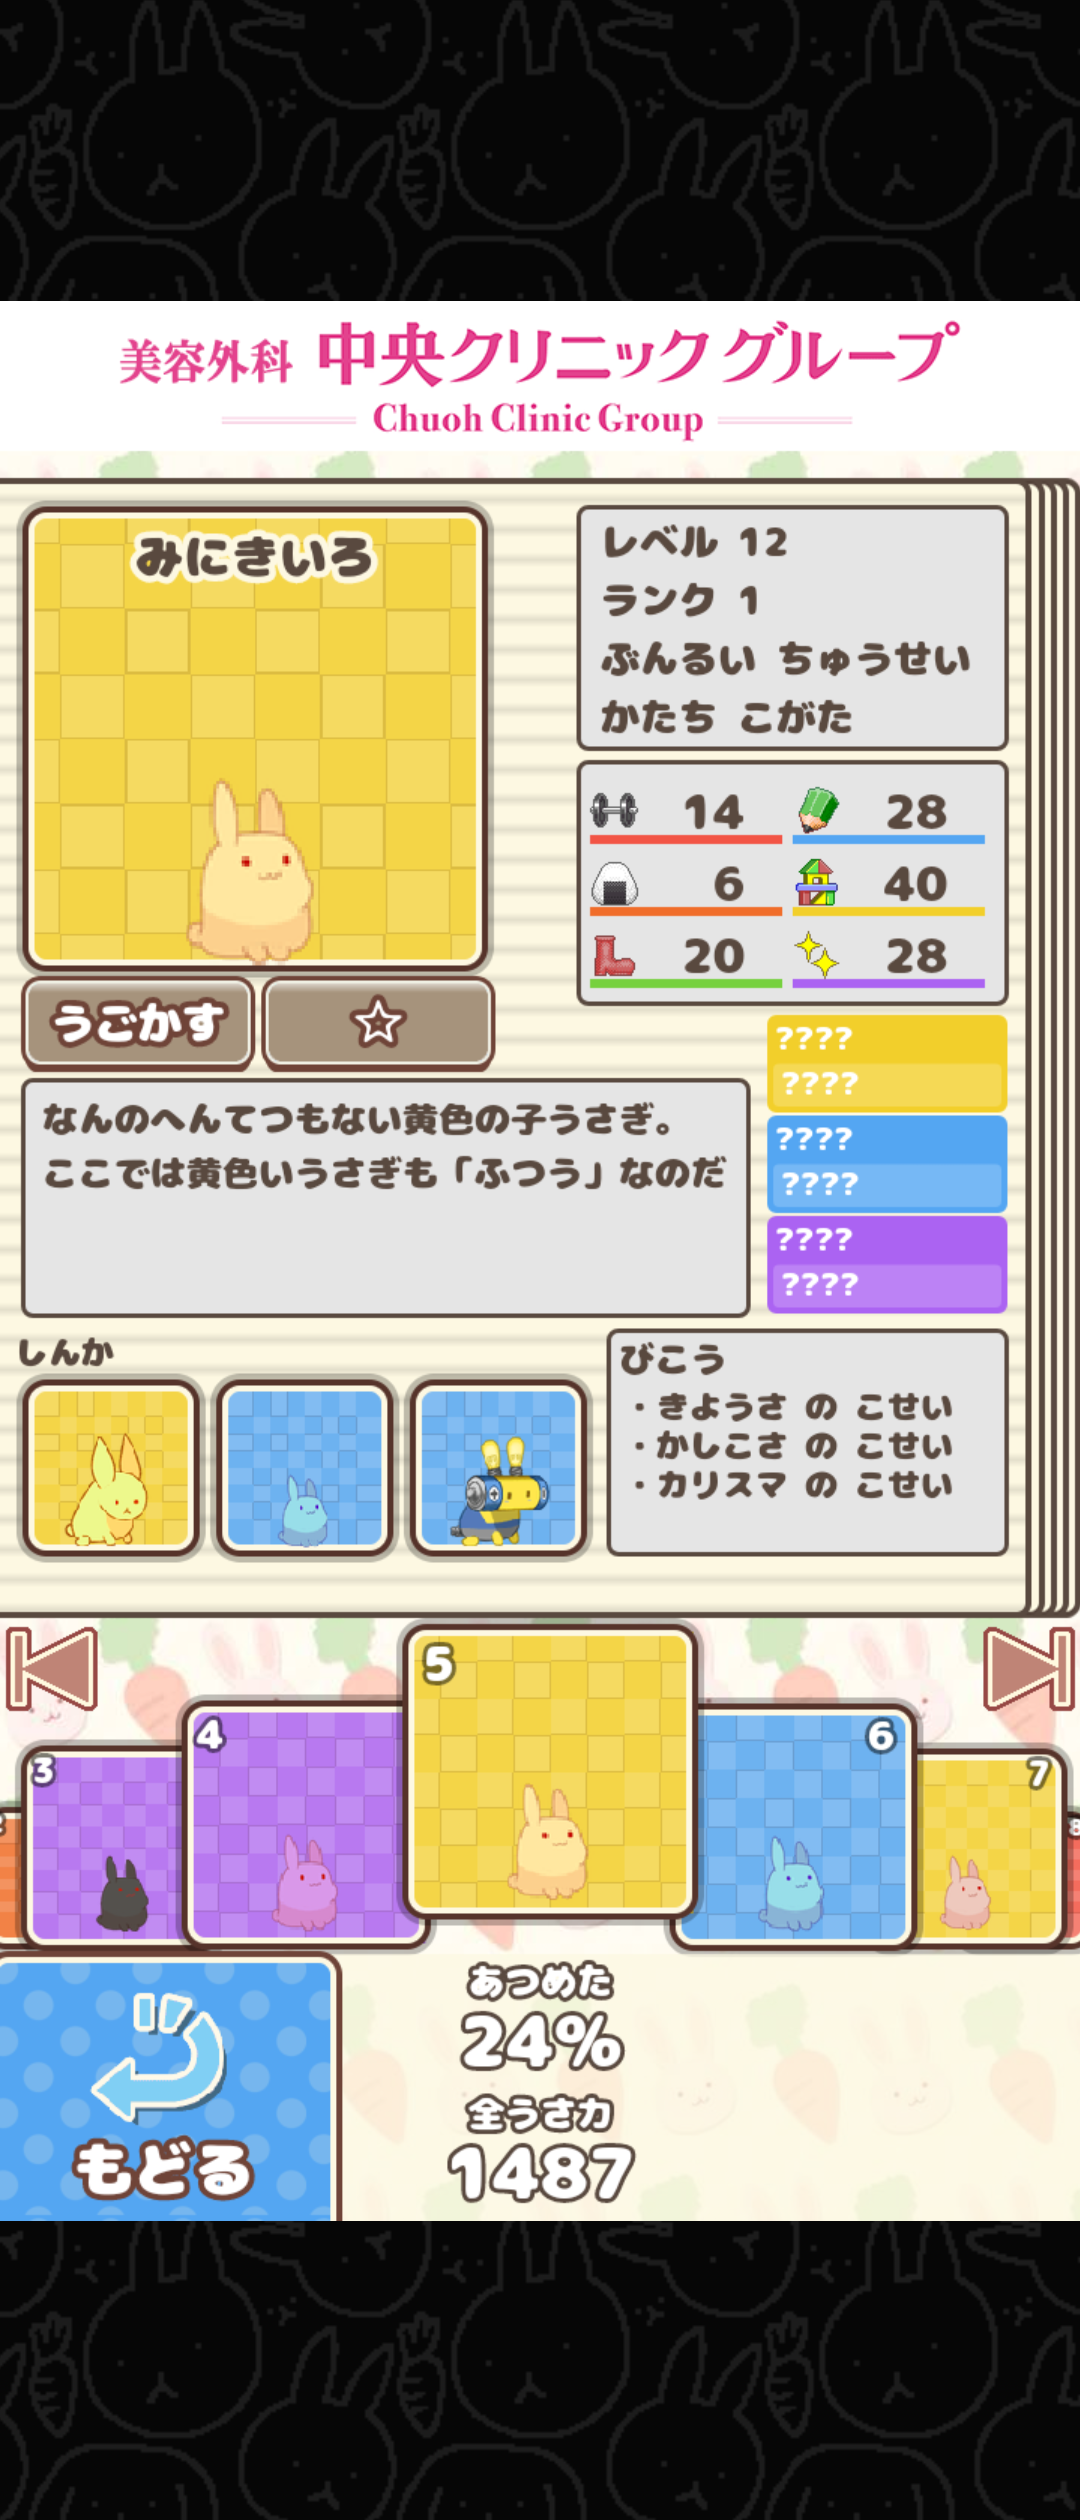 美容外科 中央クリニックグループ
Chuoh Clinic Group
みにきいろ
レベル 12
ランク 1
ぶんるい ちゅうせい
かたち こがた
14 28
6 40
20 28
うごかす ☆
????
????
????
????
????
????
なんのへんてつもない黄色の子うさぎ。
ここでは黄色いうさぎも「ふつう」なのだ
しんか
びこう
・きようさ の こせい
・かしこさ の こせい
・カリスマ の こせい
3 4 5 6 7
もどる
あつめた
24%
全うさ力
1487